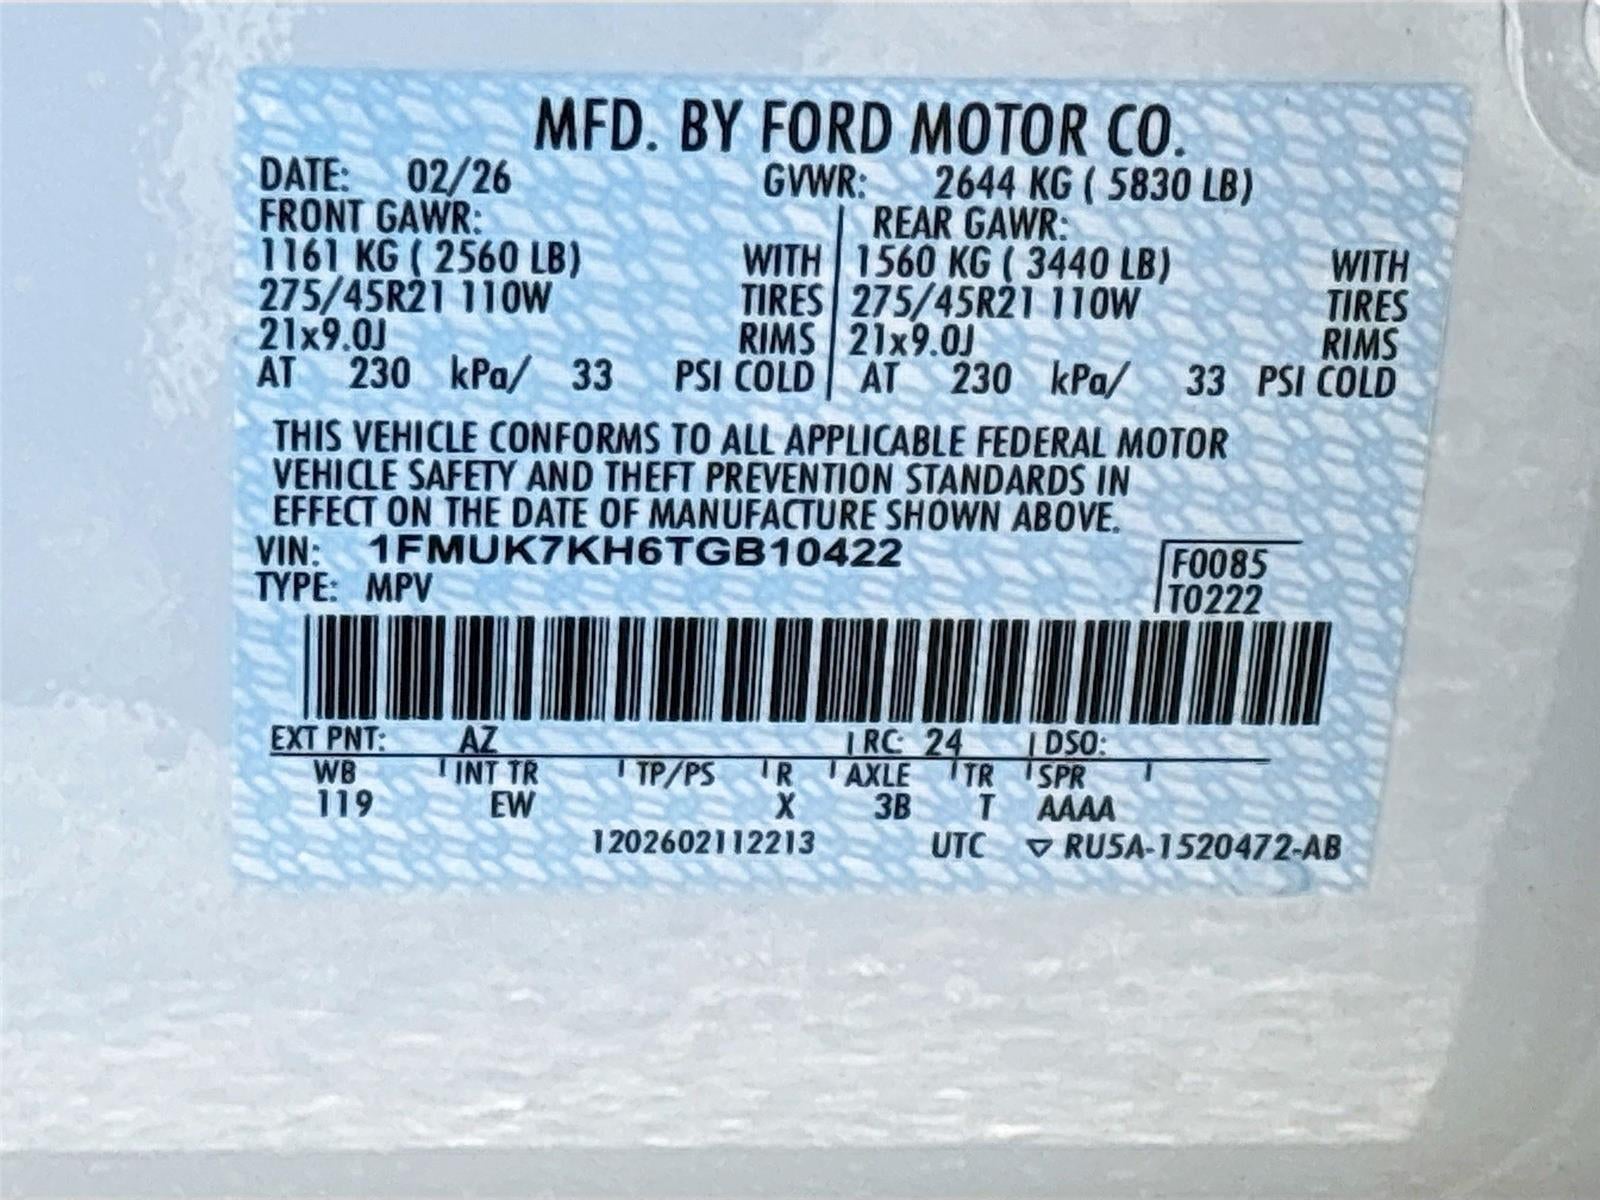 MFD. BY FORD MOTOR CO.
DATE: 02/26 GVWR: 2644 KG ( 5830 LB)
FRONT GAWR: REAR GAWR:
1161 KG ( 2560 LB) WITH 1560 KG ( 3440 LB) WITH
275/45R21 110W TIRES 275/45R21 110W TIRES
21x9.0J RIMS 21x9.0J RIMS
AT 230 kPa/ 33 PSI COLD AT 230 kPa/ 33 PSI COLD
THIS VEHICLE CONFORMS TO ALL APPLICABLE FEDERAL MOTOR
VEHICLE SAFETY AND THEFT PREVENTION STANDARDS IN
EFFECT ON THE DATE OF MANUFACTURE SHOWN ABOVE.
VIN: 1FMUK7KH6TGB10422 F0085
TYPE: MPV T0222
EXT PNT: AZ RC: 24 DSO:
WB INT TR TP/PS R AXLE TR SPR
119 EW X 3B T AAAA
1202602112213 UTC ▽ RU5A-1520472-AB